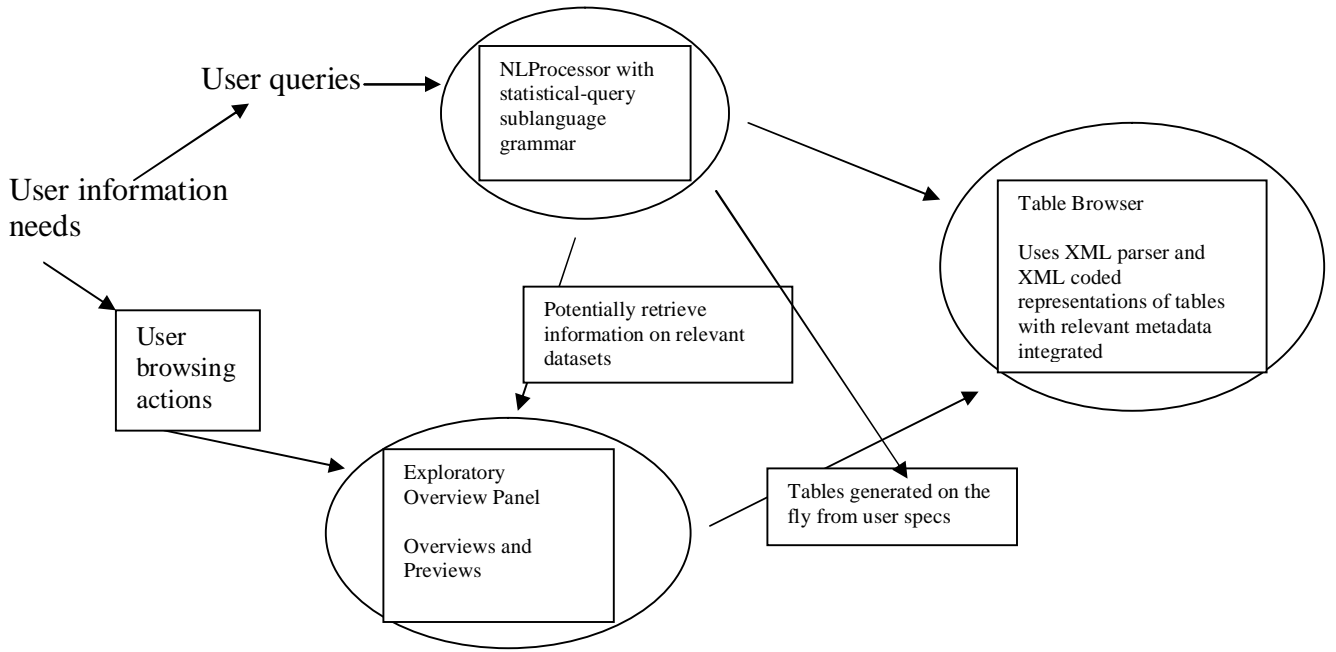 User queries
NLProcessor with
statistical-query
sublanguage
grammar
User information
needs
Table Browser
Uses XML parser and
XML coded
representations of tables
with relevant metadata
integrated
Potentially retrieve
information on relevant
datasets
User
browsing
actions
Exploratory
Overview Panel
Overviews and
Previews
Tables generated on the
fly from user specs